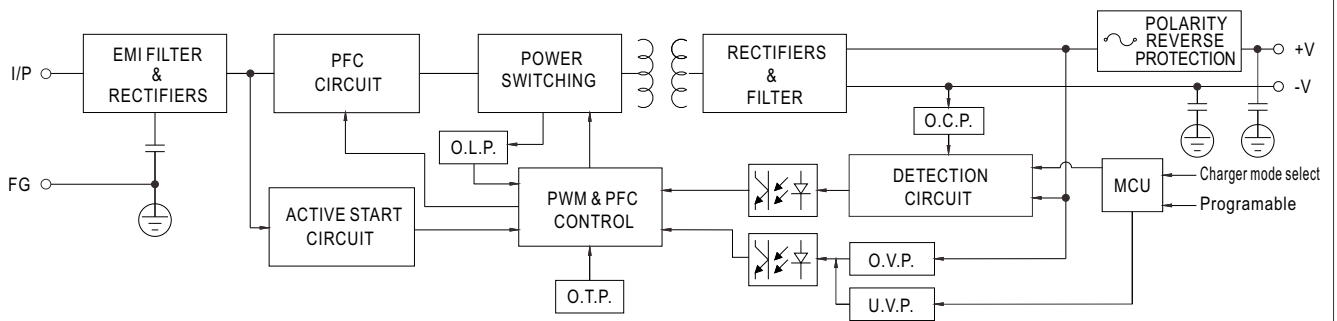 I/P
EMI FILTER
&
RECTIFIERS
PFC
CIRCUIT
POWER
SWITCHING
RECTIFIERS
&
FILTER
POLARITY
REVERSE
PROTECTION
+V
-V
O.C.P.
O.L.P.
FG
ACTIVE START
CIRCUIT
PWM & PFC
CONTROL
DETECTION
CIRCUIT
MCU
Charger mode select
Programable
O.T.P.
O.V.P.
U.V.P.